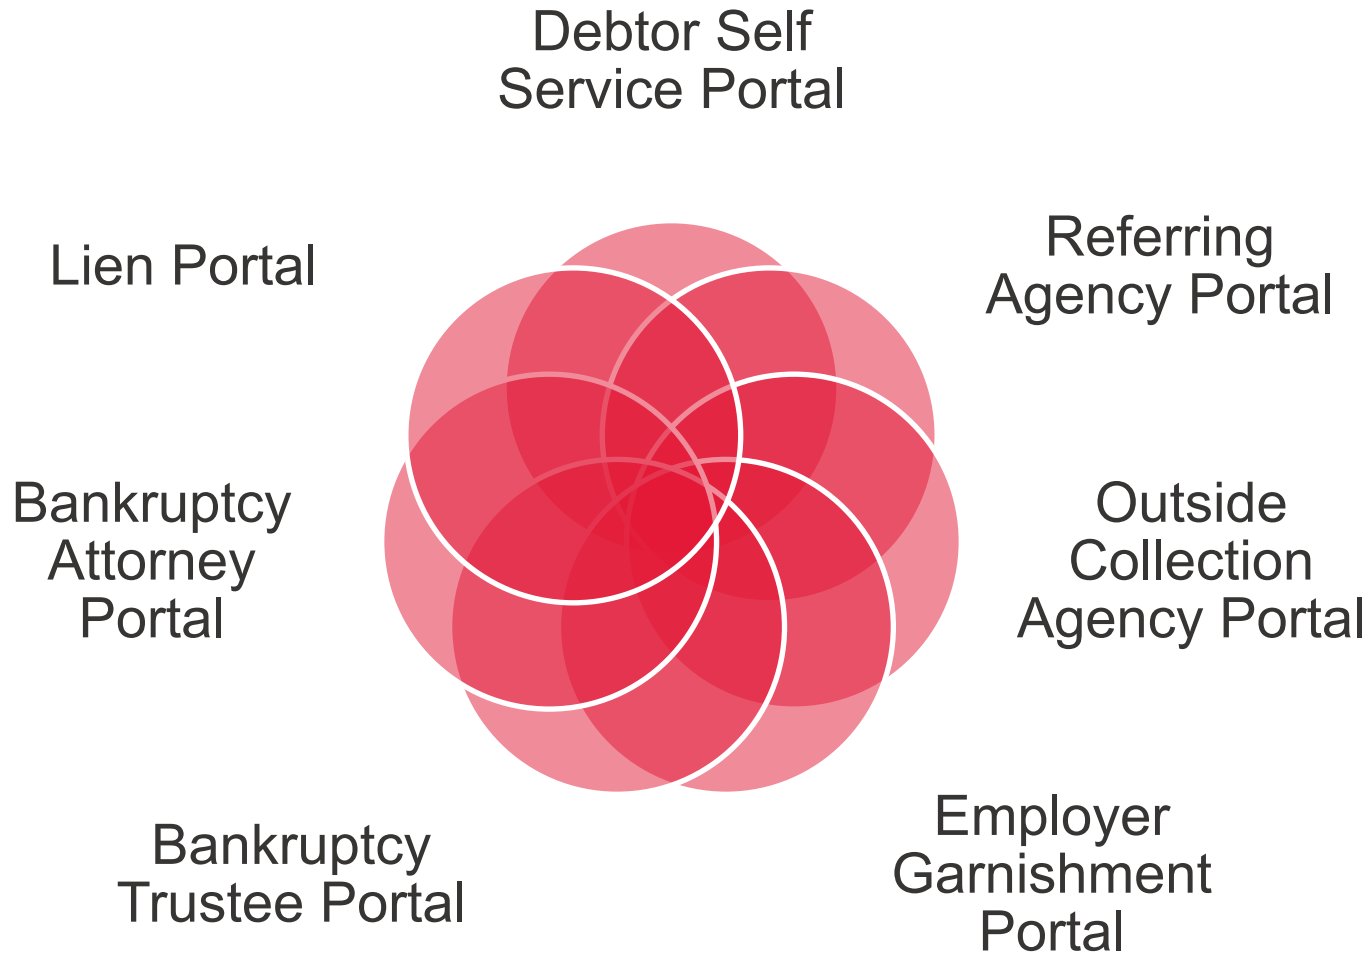 Debtor Self
Service Portal
Referring
Agency Portal
Lien Portal
Outside
Collection
Agency Portal
Bankruptcy
Attorney
Portal
Employer
Garnishment
Portal
Bankruptcy
Trustee Portal